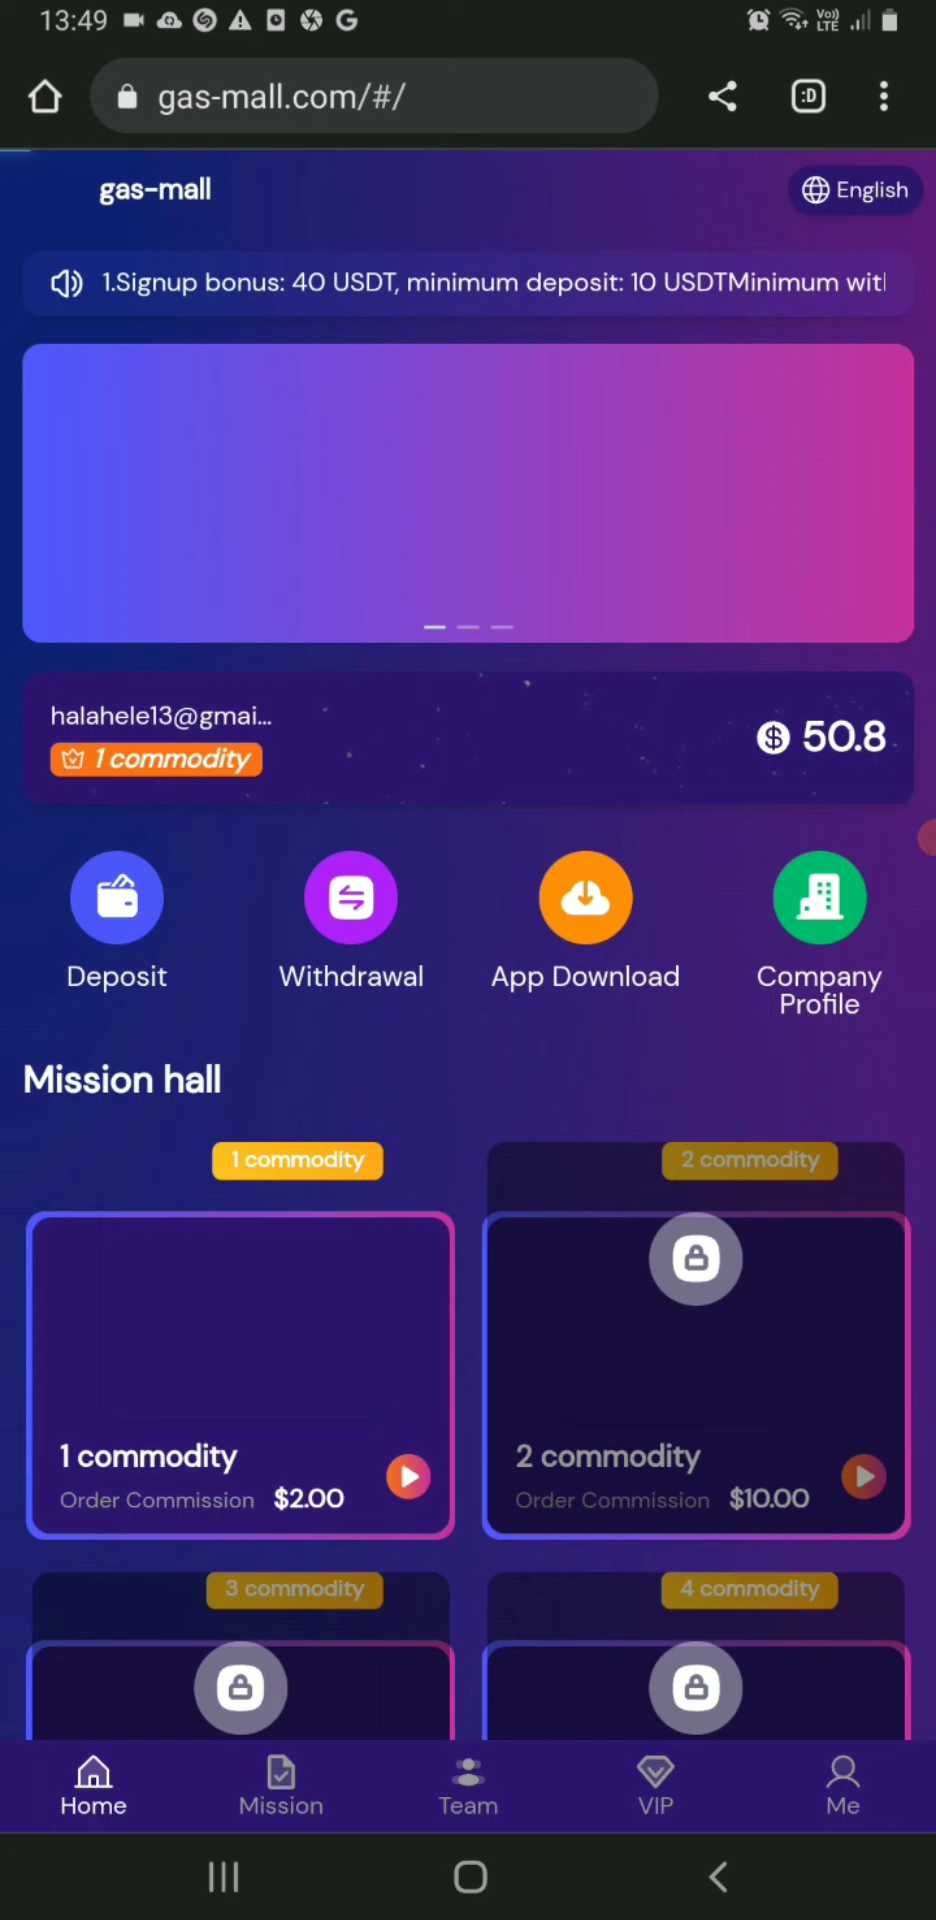 13:49
Vo))
LTE
gas-mall.com/#/
:D
gas-mall
English
1.Signup bonus: 40 USDT, minimum deposit: 10 USDTMinimum wit
halahele13@gmai...
50.8
1 commodity
Deposit
Withdrawal
App Download
Company
Profile
Mission hall
1 commodity
2 commodity
1 commodity
Order Commission $2.00
2 commodity
Order Commission $10.00
3 commodity
4 commodity
Home
Mission
Team
VIP
Me